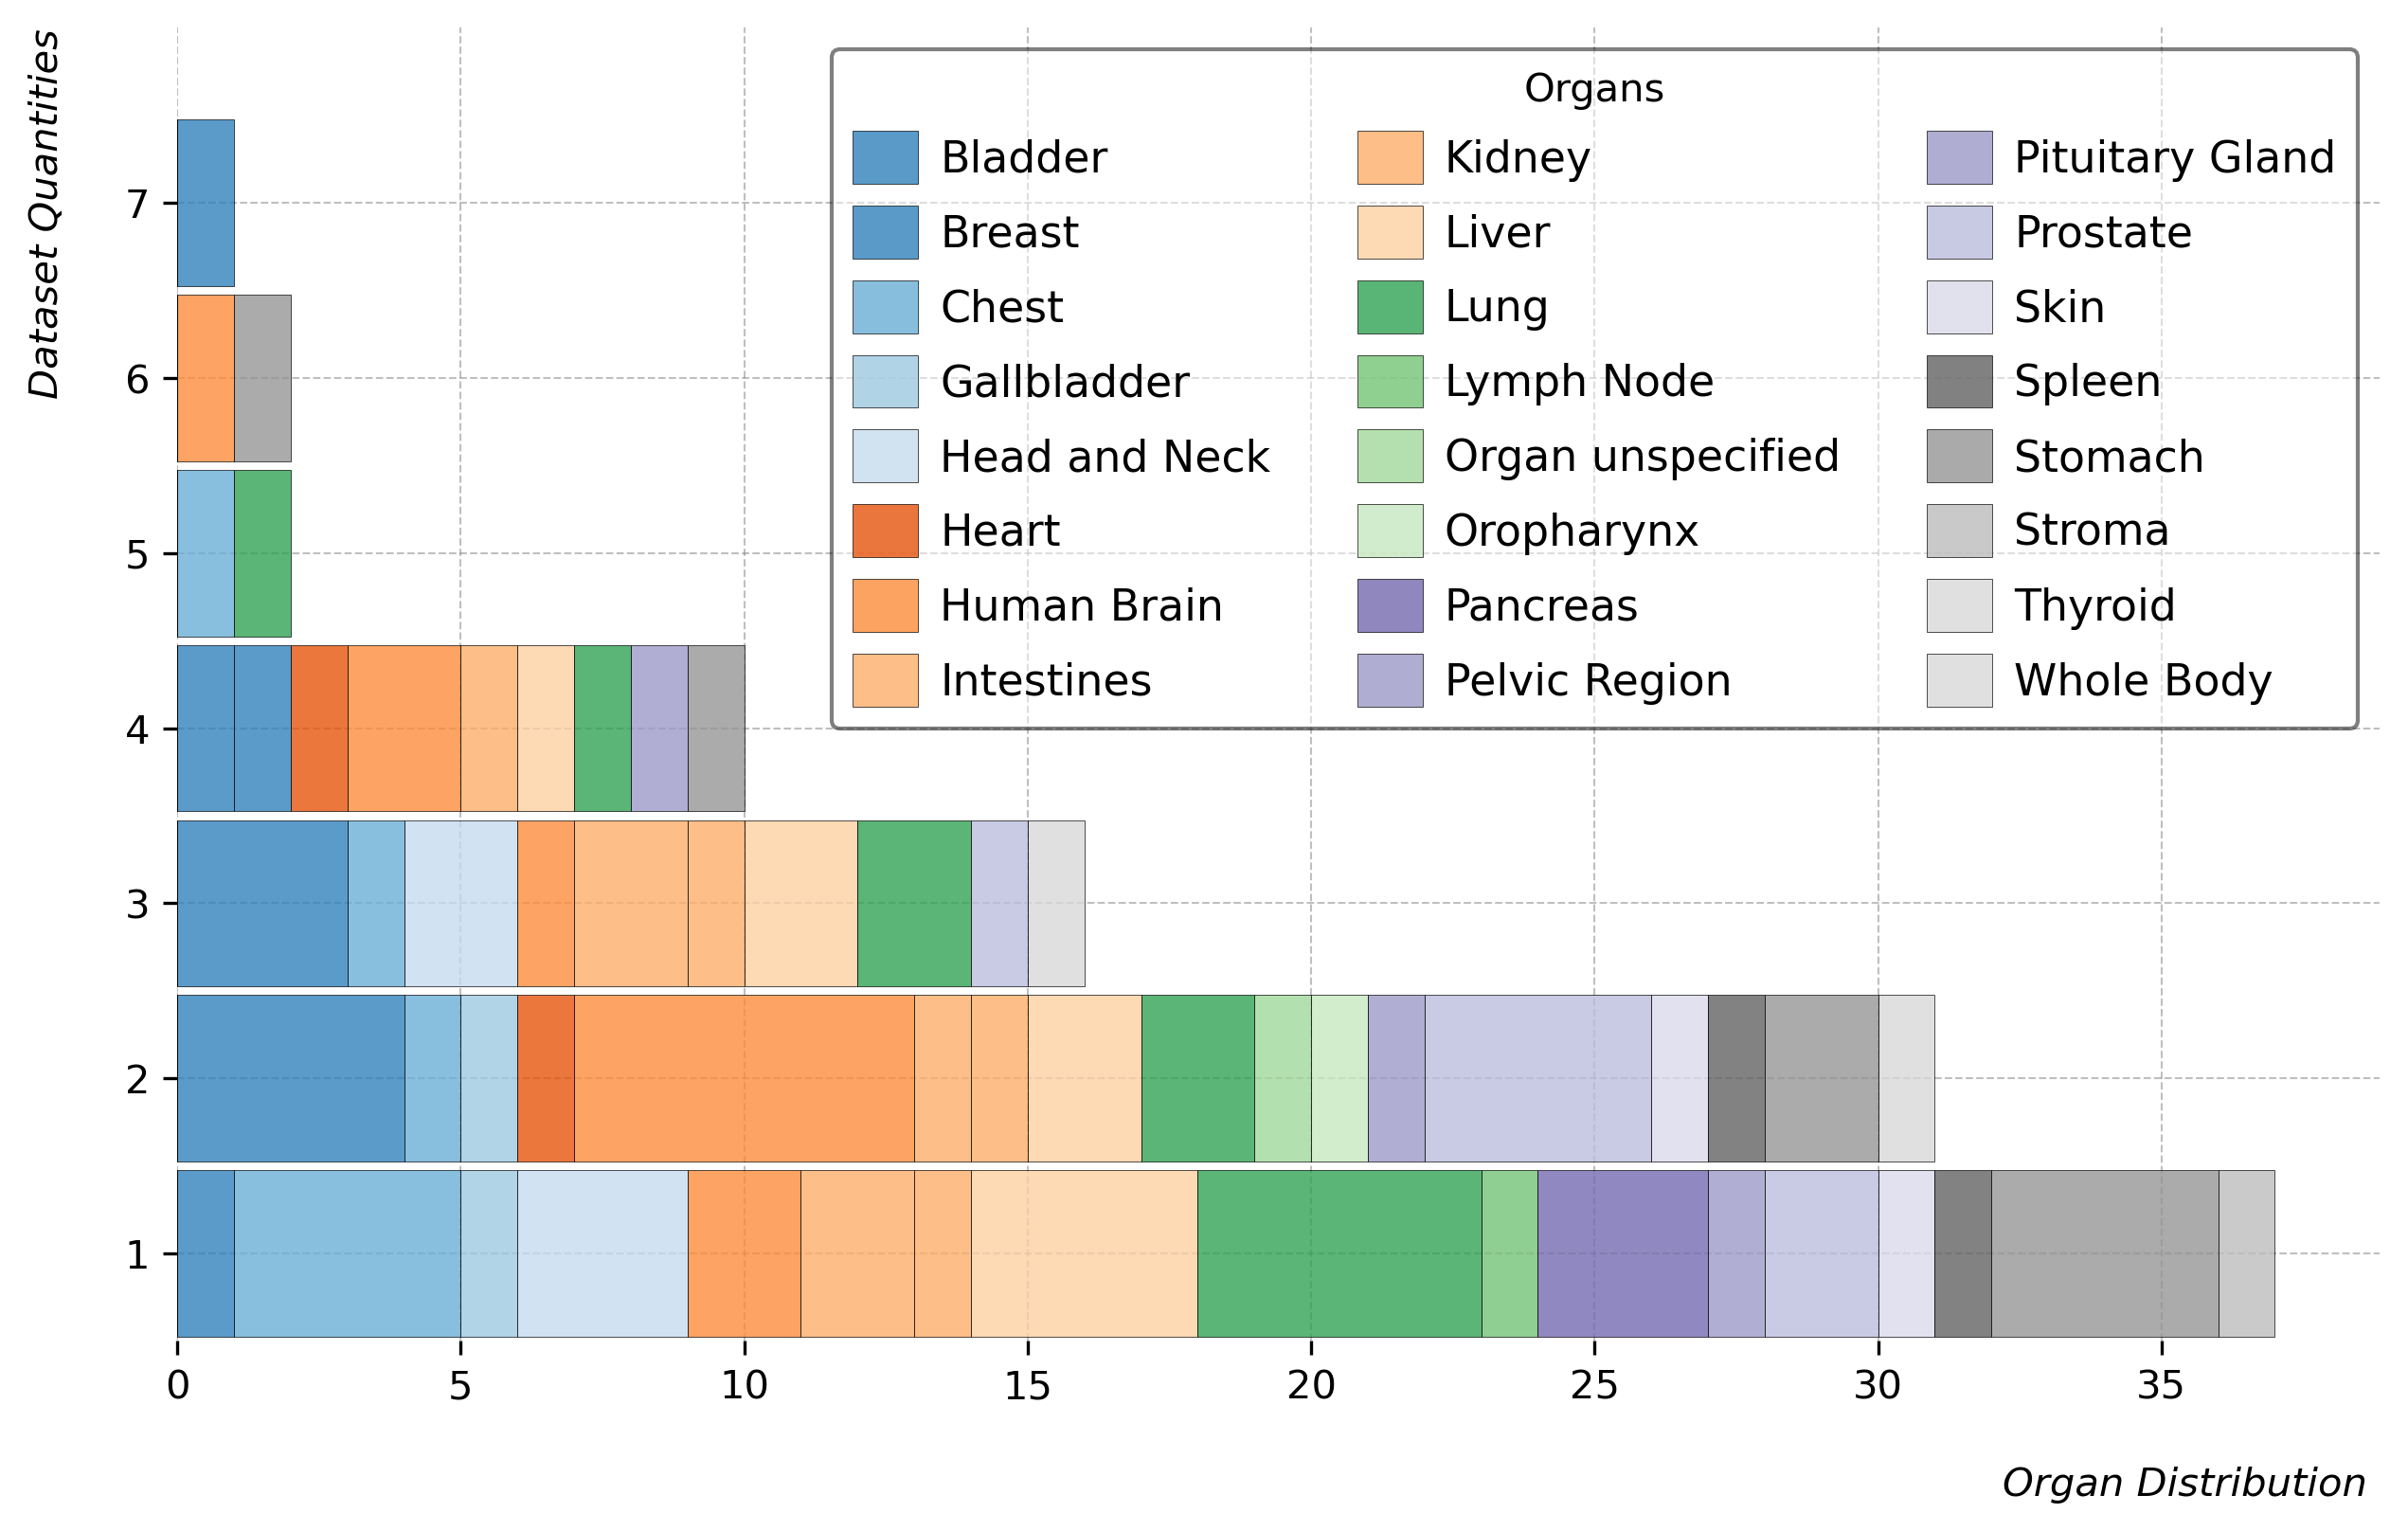 Dataset Quantities
Organs
Bladder
Breast
Chest
Gallbladder
Head and Neck
Heart
Human Brain
Intestines
Kidney
Liver
Lung
Lymph Node
Organ unspecified
Oropharynx
Pancreas
Pelvic Region
Pituitary Gland
Prostate
Skin
Spleen
Stomach
Stroma
Thyroid
Whole Body
7
6
5
4
3
2
1
0 5 10 15 20 25 30 35
Organ Distribution